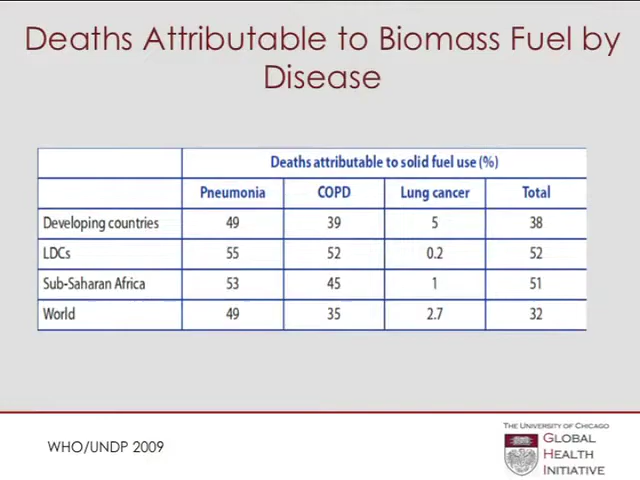 Deaths Attributable to Biomass Fuel by
Disease
Deaths attributable to solid fuel use (%)
Pneumonia COPD Lung cancer Total
Developing countries 49 39 5 38
LDCs 55 52 0.2 52
Sub-Saharan Africa 53 45 1 51
World 49 35 2.7 32
WHO/UNDP 2009
THE UNIVERSITY OF CHICAGO
GLOBAL
HEALTH
INITIATIVE